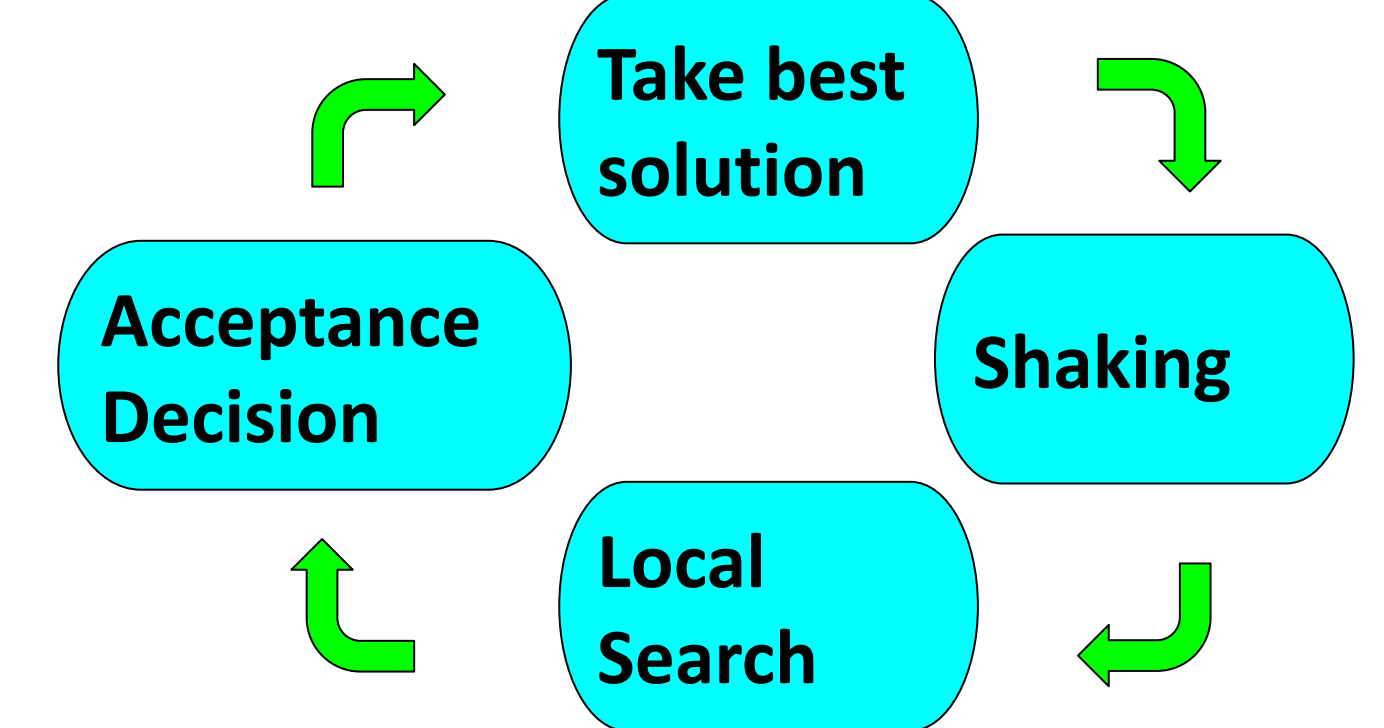 Take best
solution
Shaking
Local
Search
Acceptance
Decision